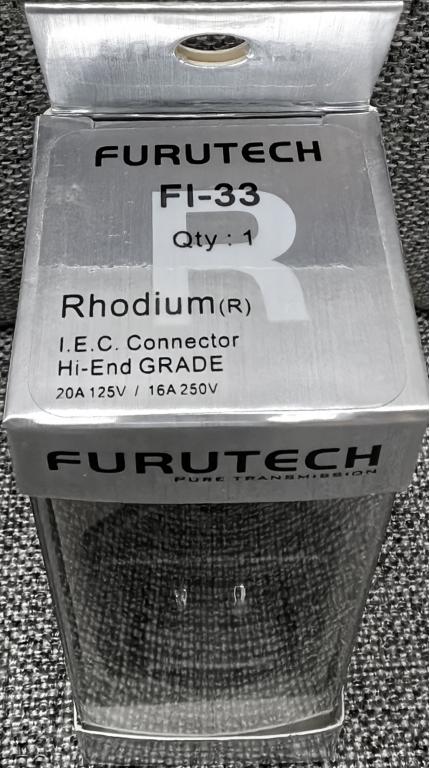 FURUTECH
FI-33
R
Qty : 1
Rhodium(R)
I.E.C. Connector
Hi-End GRADE
20A 125V / 16A 250V
FURUTECH
PURE TRANSMISSION